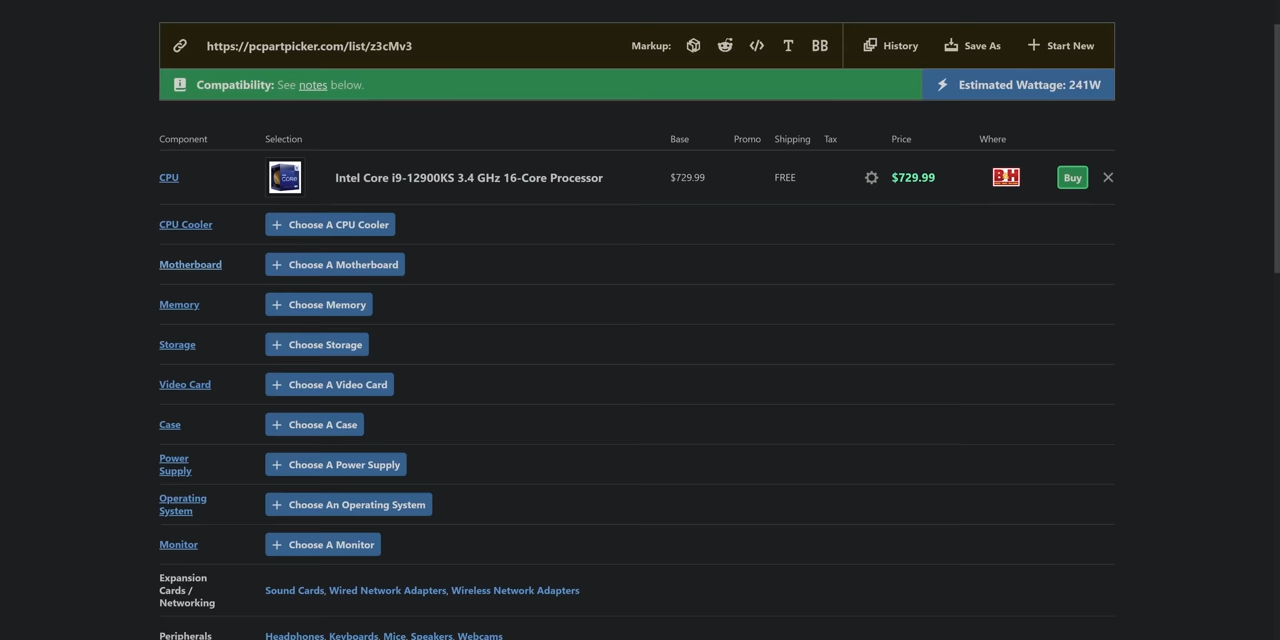 https://pcpartpicker.com/list/z3cMv3 Markup: T BB History Save As Start New
Compatibility: See notes below. Estimated Wattage: 241W
Component Selection Base Promo Shipping Tax Price Where
CPU CORE Intel Core i9-12900KS 3.4 GHz 16-Core Processor $729.99 FREE $729.99 B&H Buy
CPU Cooler Choose A CPU Cooler
Motherboard Choose A Motherboard
Memory Choose Memory
Storage Choose Storage
Video Card Choose A Video Card
Case Choose A Case
Power
Supply Choose A Power Supply
Operating
System Choose An Operating System
Monitor Choose A Monitor
Expansion
Cards / Sound Cards, Wired Network Adapters, Wireless Network Adapters
Networking
Peripherals Headphones, Keyboards, Mice, Speakers, Webcams